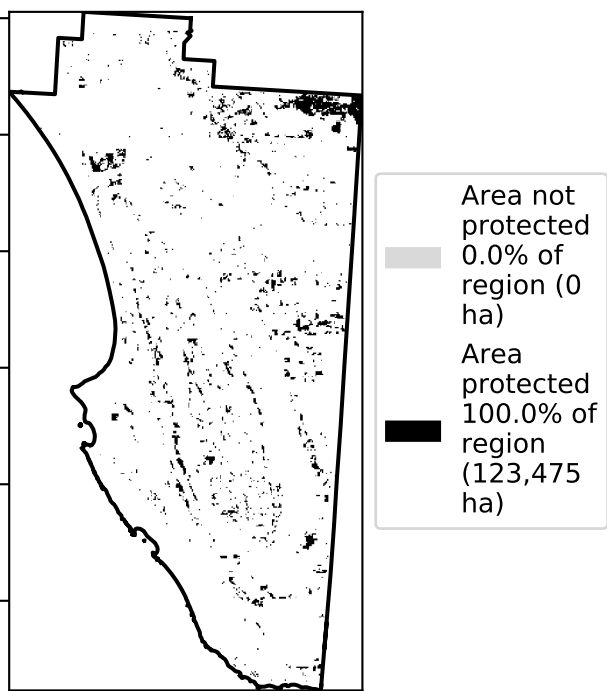 Area not
protected
0.0% of
region (0
ha)
Area
protected
100.0% of
region
(123,475
ha)